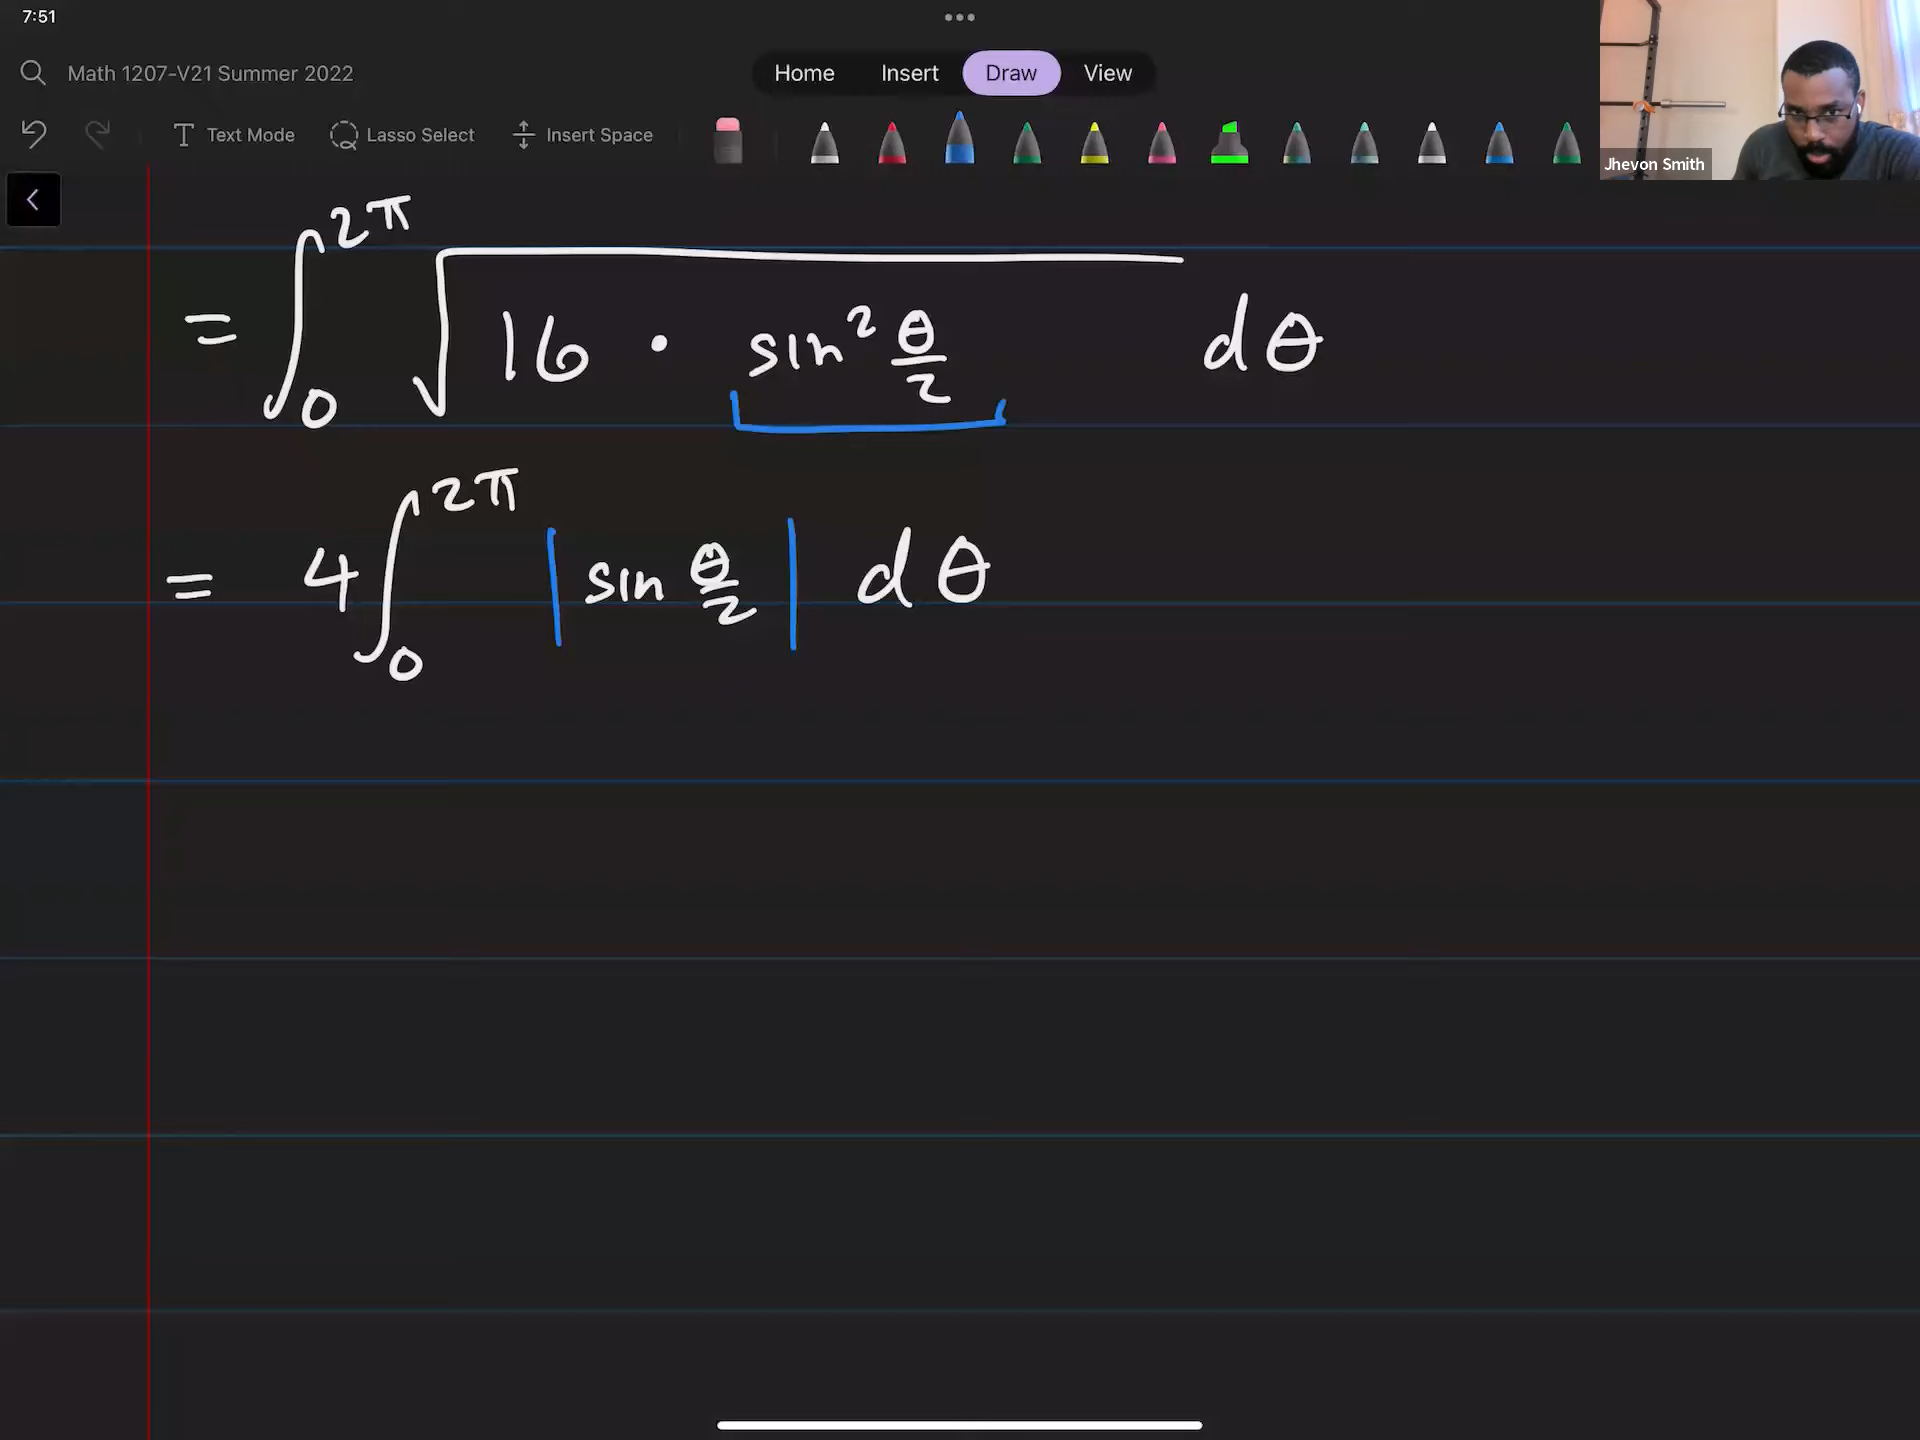 7:51
Math 1207-V21 Summer 2022
Home Insert Draw View
Text Mode Lasso Select Insert Space
Jhevon Smith
= ∫₀^2π √(16 · sin² θ/2) dθ
= 4 ∫₀^2π | sin θ/2 | dθ